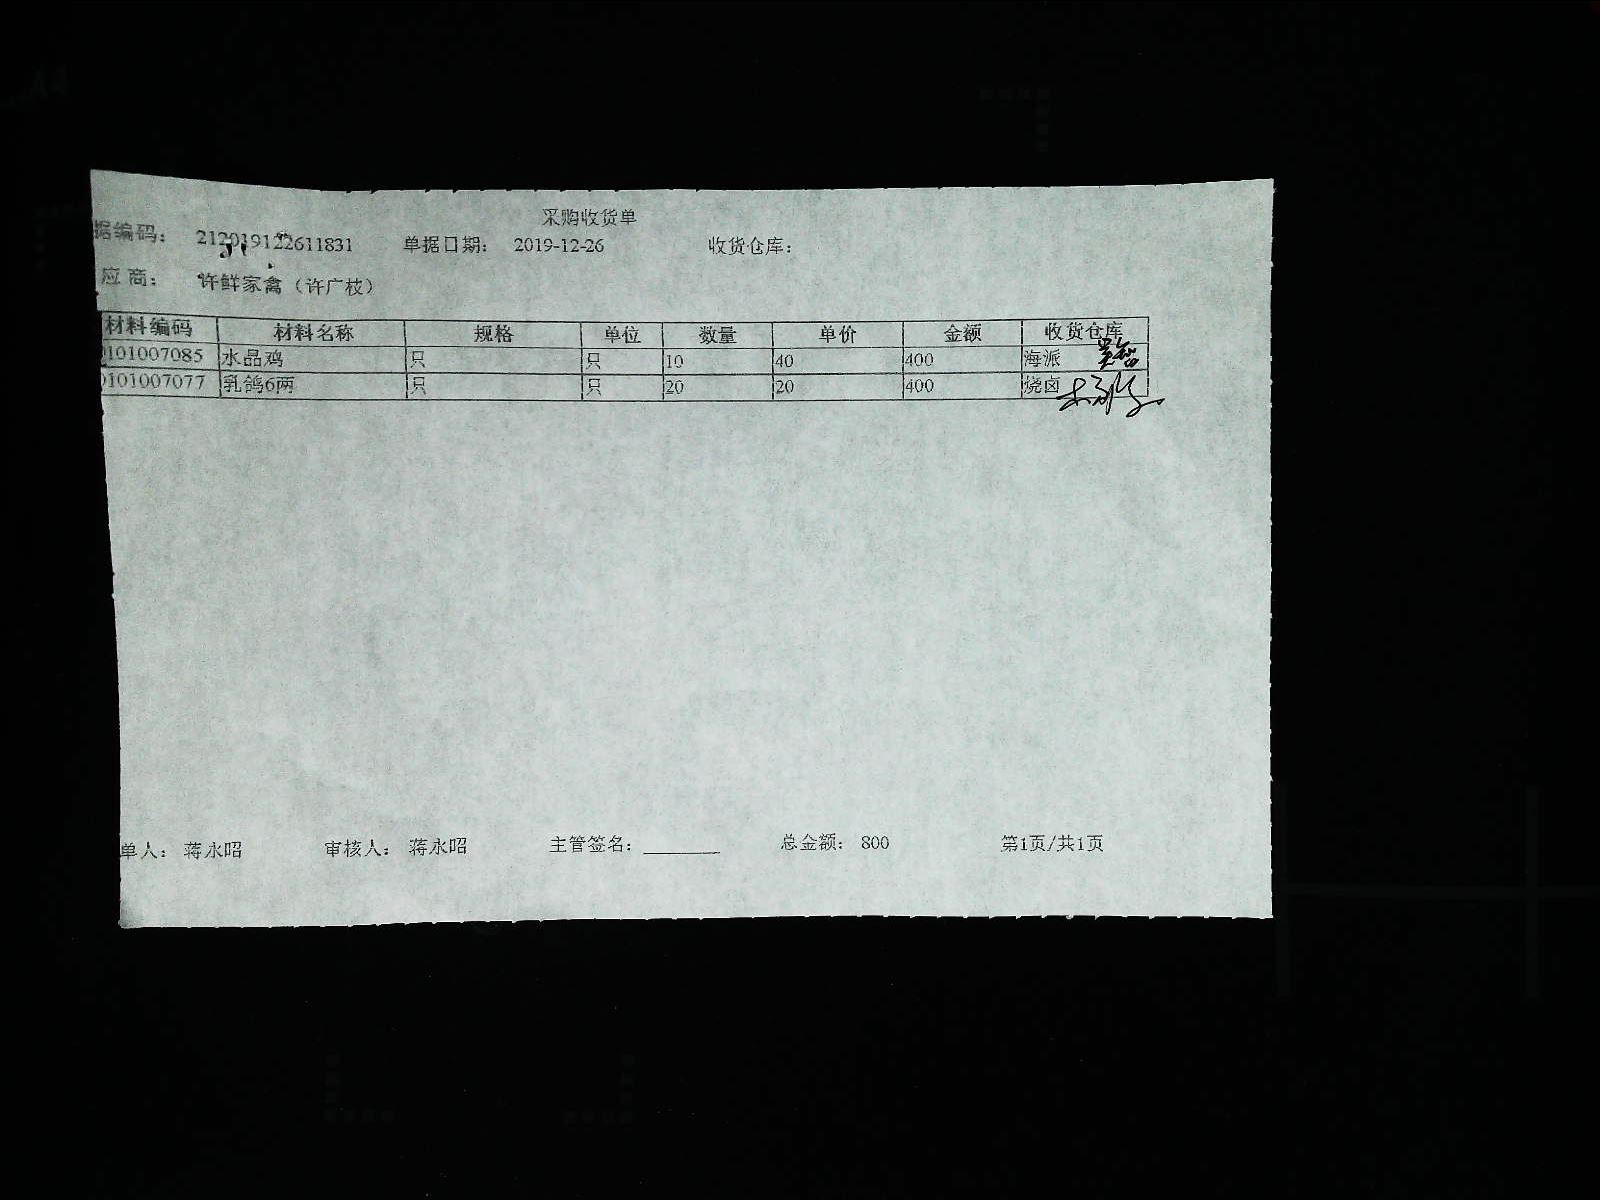 采购收货单
据编码： 212019122611831 单据日期： 2019-12-26 收货仓库：
应商： 许鲜家禽（许广枝）
材料编码 材料名称 规格 单位 数量 单价 金额 收货仓库
0101007085 水晶鸡 只 只 10 40 400 海派
0101007077 乳鸽6两 只 只 20 20 400 烧卤
单人： 蒋永昭 审核人： 蒋永昭 主管签名： 总金额： 800 第1页/共1页